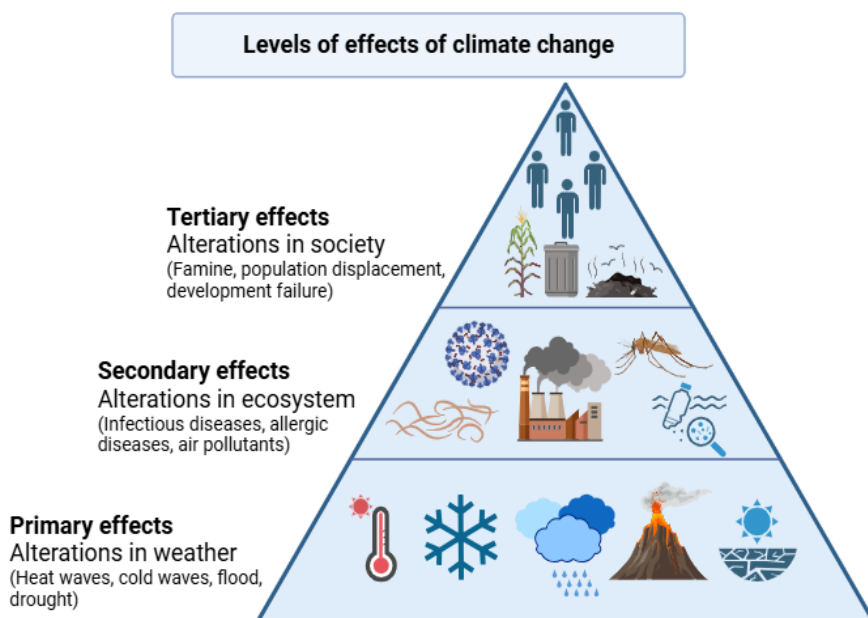 Levels of effects of climate change
Tertiary effects
Alterations in society
(Famine, population displacement,
development failure)
Secondary effects
Alterations in ecosystem
(Infectious diseases, allergic
diseases, air pollutants)
Primary effects
Alterations in weather
(Heat waves, cold waves, flood,
drought)